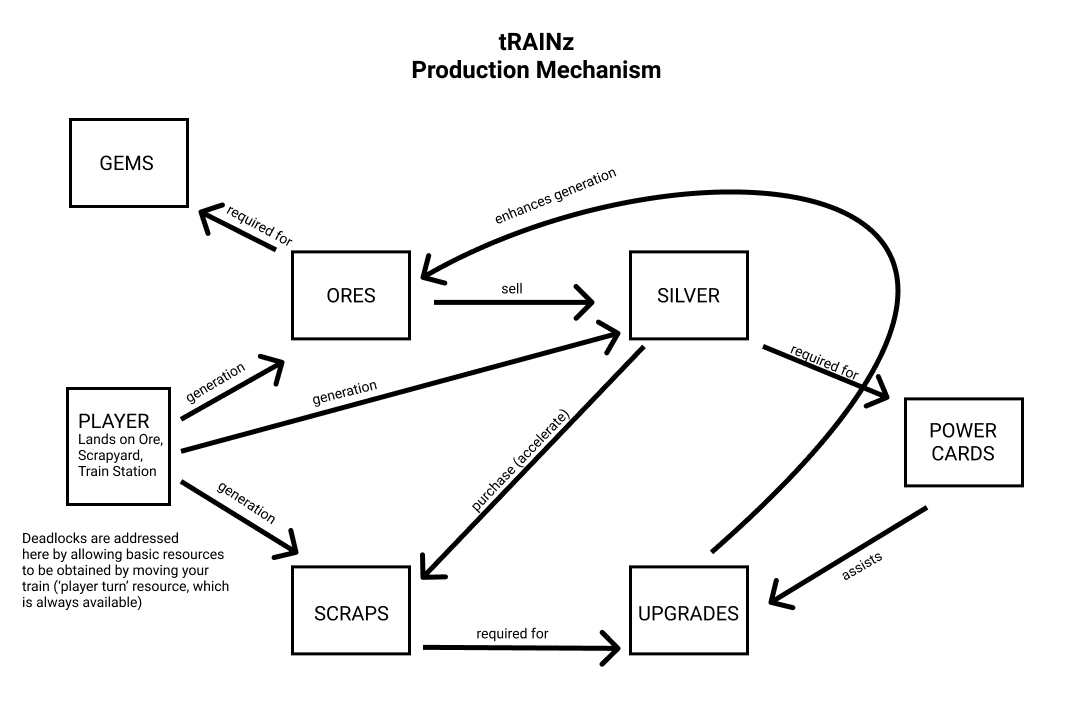 tRAINz
Production Mechanism
GEMS
required for
enhances generation
ORES
sell
SILVER
generation
generation
required for
PLAYER
Lands on Ore,
Scrapyard,
Train Station
POWER
CARDS
purchase (accelerate)
generation
Deadlocks are addressed
here by allowing basic resources
to be obtained by moving your
train (‘player turn’ resource, which
is always available)
assists
SCRAPS
required for
UPGRADES